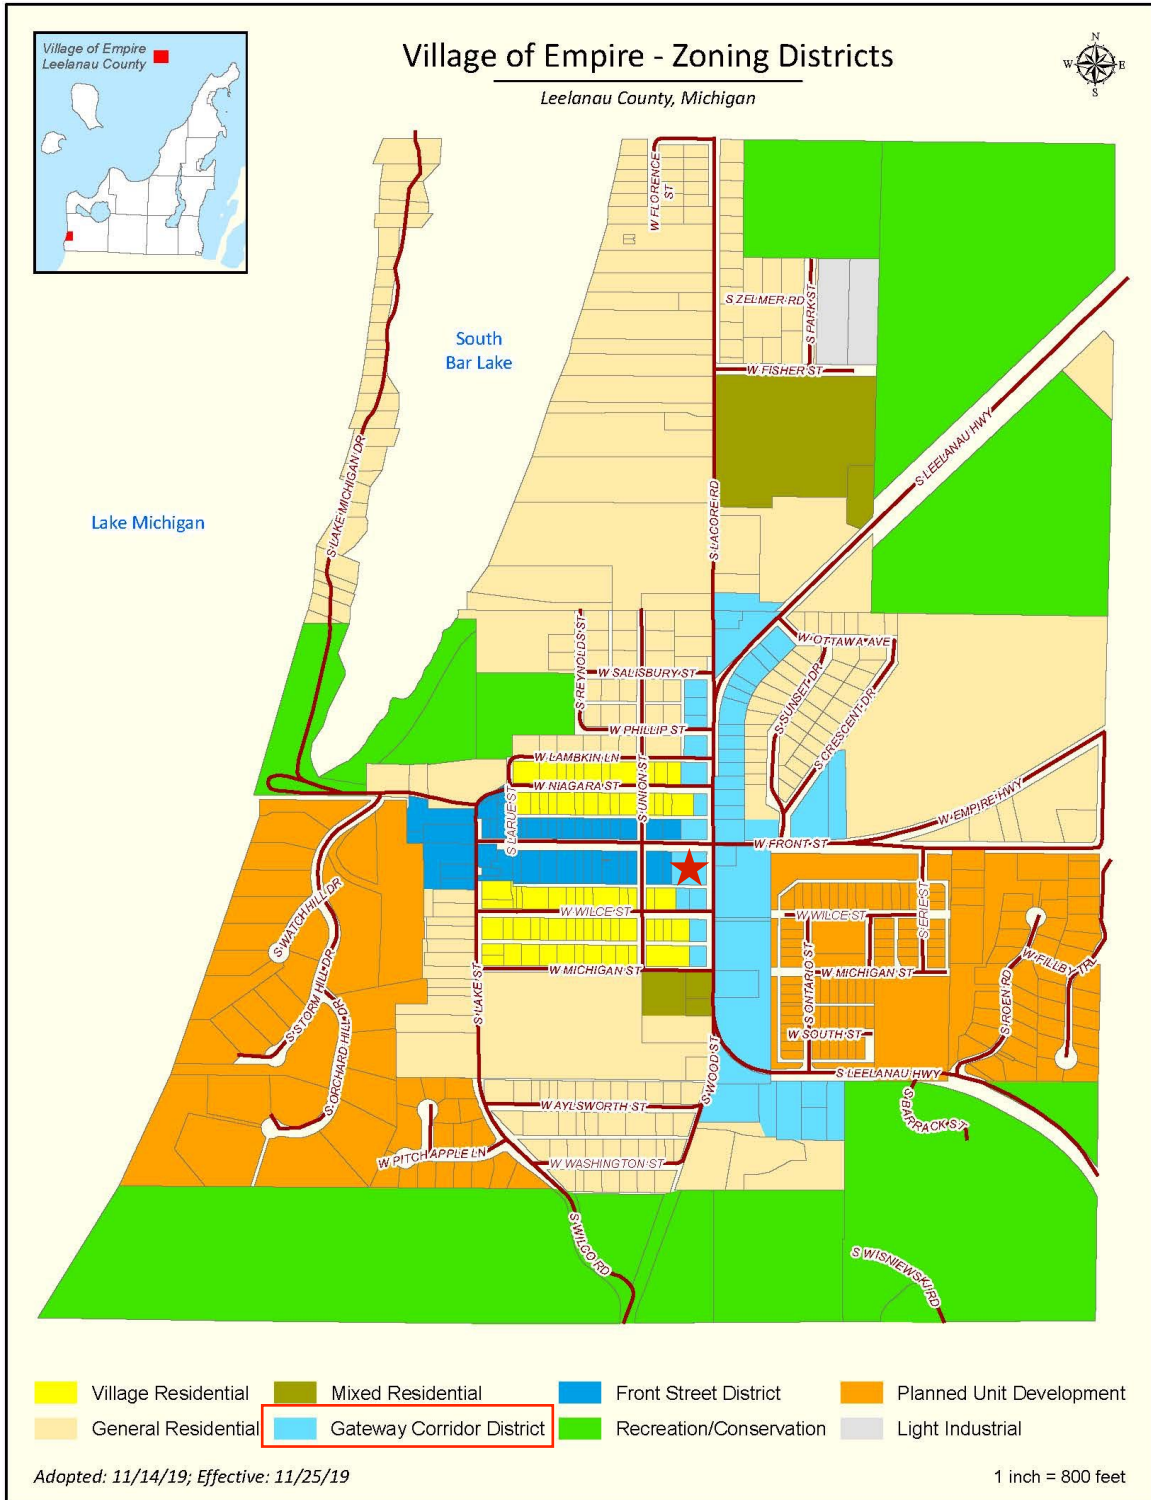 Village of Empire
Leelanau County
Village of Empire - Zoning Districts
Leelanau County, Michigan
N
W E
S
W FLORENCE
ST
S ZELMER RD
S PARK ST
W FISHER ST
South
Bar Lake
S LEELANAU HWY
S LAKE MICHIGAN DR
S LACORE RD
Lake Michigan
S REYNOLDS ST
W OTTAWA AVE
W SALISBURY ST
S SUNSET DR
S CRESCENT DR
W PHILLIP ST
W LAMBKIN LN
S UNION ST
W NIAGARA ST
S LARUE ST
W EMPIRE HWY
W FRONT ST
S WATCH HILL DR
W WILCE ST
W WILCE ST
S ERIE ST
W FILLBY TRL
S STORM HILL DR
W MICHIGAN ST
W MICHIGAN ST
S ONTARIO ST
S ROEN RD
S LAKE ST
S ORCHARD HILL DR
W SOUTH ST
S WOOD ST
S LEELANAU HWY
W AYLSWORTH ST
S BARRACK ST
W PITCHAPPLE LN
W WASHINGTON ST
S WILCO RD
S WISNIEWSKI RD
Village Residential
Mixed Residential
Front Street District
Planned Unit Development
General Residential
Gateway Corridor District
Recreation/Conservation
Light Industrial
Adopted: 11/14/19; Effective: 11/25/19
1 inch = 800 feet